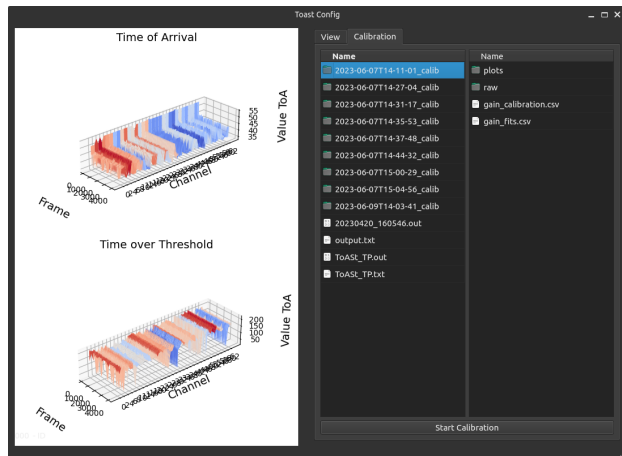 Toast Config
Time of Arrival
Value ToA
55
50
45
40
35
0
1000
2000
3000
4000
Frame
Channel
Time over Threshold
Value ToA
200
150
100
50
0
1000
2000
3000
4000
Frame
Channel
View Calibration
Name
2023-06-07T14-11-01_calib
2023-06-07T14-27-04_calib
2023-06-07T14-31-17_calib
2023-06-07T14-35-53_calib
2023-06-07T14-37-48_calib
2023-06-07T14-44-32_calib
2023-06-07T15-00-29_calib
2023-06-07T15-04-56_calib
2023-06-09T14-03-41_calib
20230420_160546.out
output.txt
ToASt_TP.out
ToASt_TP.txt
Name
plots
raw
gain_calibration.csv
gain_fits.csv
Start Calibration